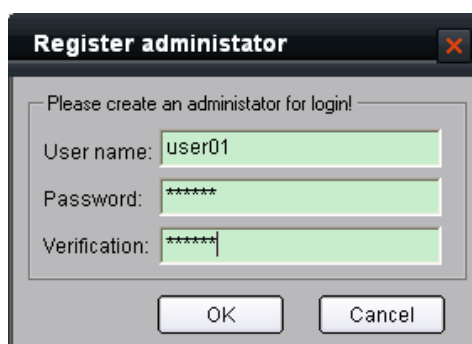 Register administator
Please create an administator for login!
User name: user01
Password: ******
Verification: ******
OK Cancel